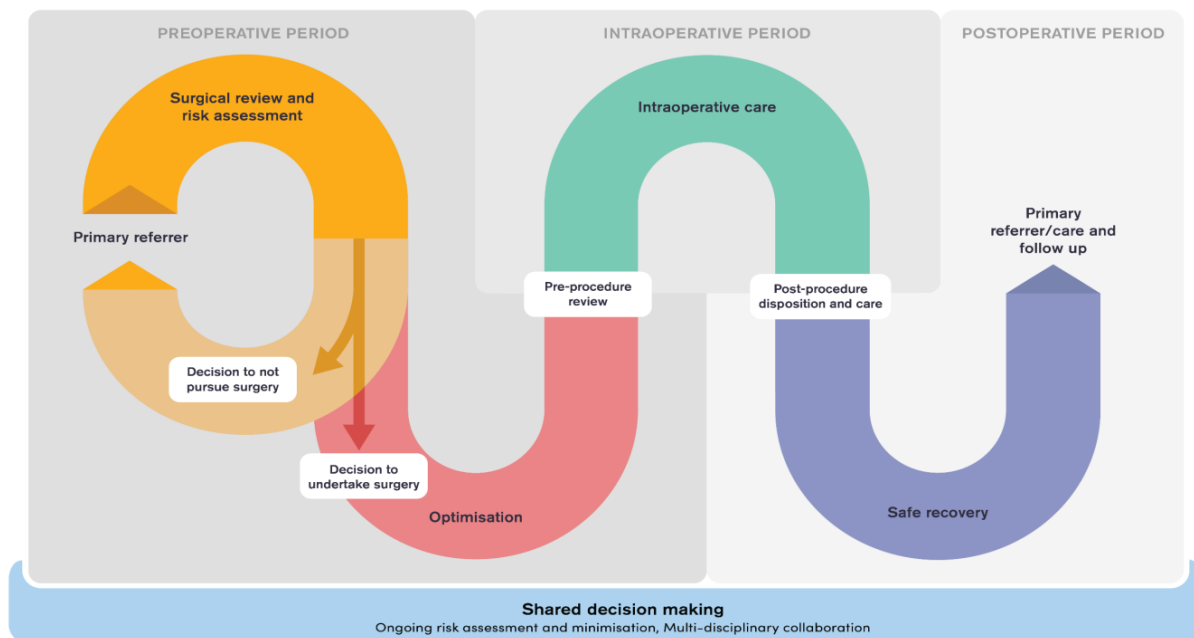 PREOPERATIVE PERIOD
INTRAOPERATIVE PERIOD
POSTOPERATIVE PERIOD
Surgical review and
risk assessment
Intraoperative care
Primary referrer
Primary
referrer/care and
follow up
Pre-procedure
review
Post-procedure
disposition and care
Decision to not
pursue surgery
Decision to
undertake surgery
Optimisation
Safe recovery
Shared decision making
Ongoing risk assessment and minimisation, Multi-disciplinary collaboration